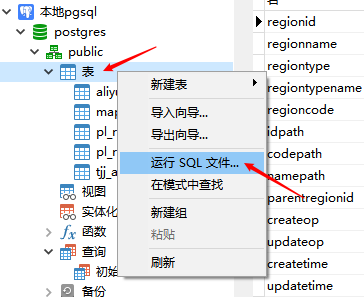 本地pgsql
postgres
public
表
aliyu
map
pl_r
pl_r
tjj_a
视图
实体化
函数
查询
初始
备份
新建表
导入向导...
导出向导...
运行 SQL 文件...
在模式中查找
新建组
粘贴
刷新
regionid
regionname
regiontype
regiontypename
regioncode
idpath
codepath
namepath
parentregionid
createop
updateop
createtime
updatetime